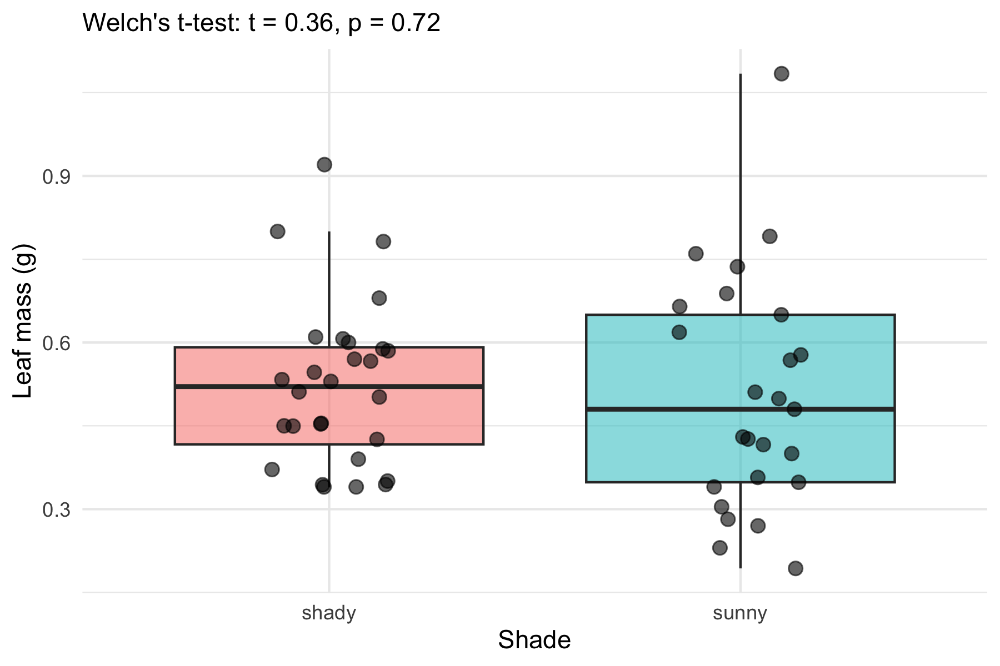 Welch's t-test: t = 0.36, p = 0.72
Leaf mass (g)
0.9
0.6
0.3
shady
sunny
Shade